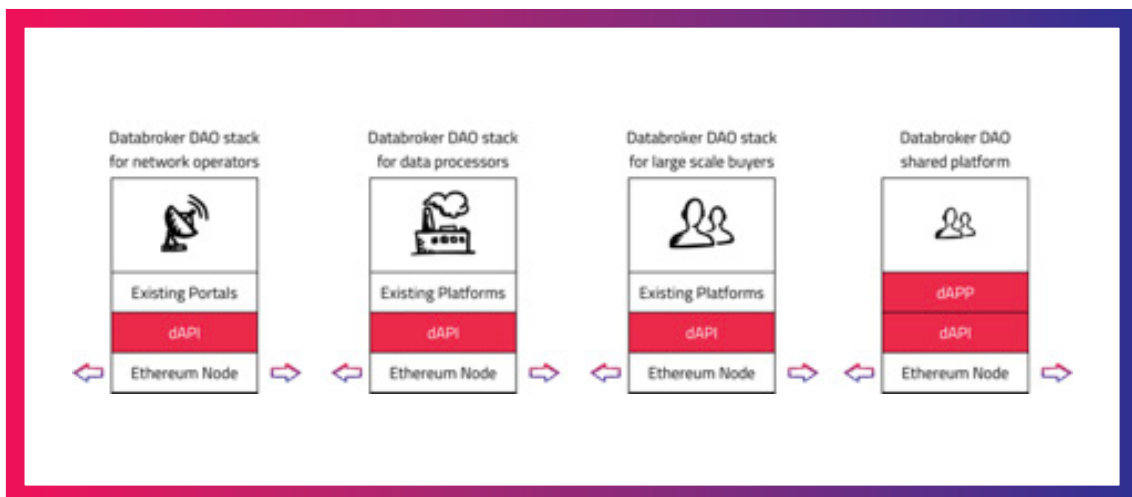 Databroker DAO stack
for network operators
Existing Portals
dAPI
Ethereum Node
Databroker DAO stack
for data processors
Existing Platforms
dAPI
Ethereum Node
Databroker DAO stack
for large scale buyers
Existing Platforms
dAPI
Ethereum Node
Databroker DAO
shared platform
dAPP
dAPI
Ethereum Node